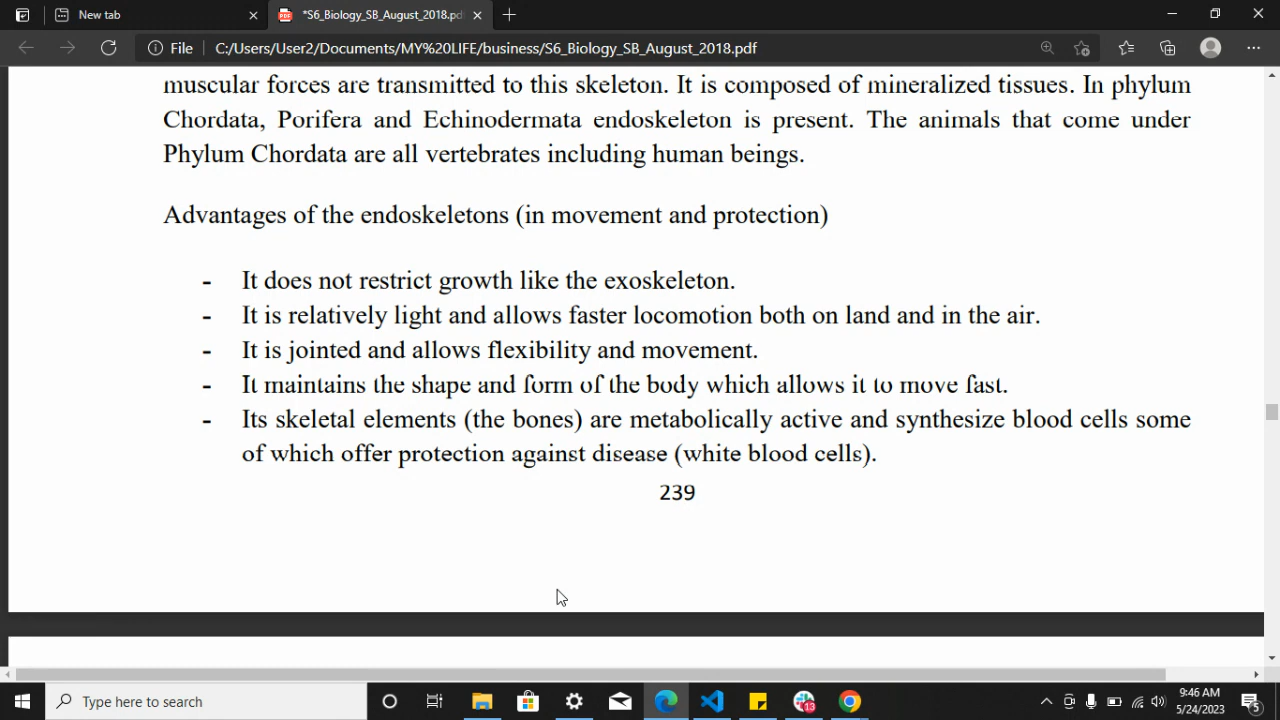 New tab
*S6_Biology_SB_August_2018.pd
File
C:/Users/User2/Documents/MY%20LIFE/business/S6_Biology_SB_August_2018.pdf
muscular forces are transmitted to this skeleton. It is composed of mineralized tissues. In phylum
Chordata, Porifera and Echinodermata endoskeleton is present. The animals that come under
Phylum Chordata are all vertebrates including human beings.
Advantages of the endoskeletons (in movement and protection)
- It does not restrict growth like the exoskeleton.
- It is relatively light and allows faster locomotion both on land and in the air.
- It is jointed and allows flexibility and movement.
- It maintains the shape and form of the body which allows it to move fast.
- Its skeletal elements (the bones) are metabolically active and synthesize blood cells some
of which offer protection against disease (white blood cells).
239
Type here to search
13
9:46 AM
5/24/2023
5